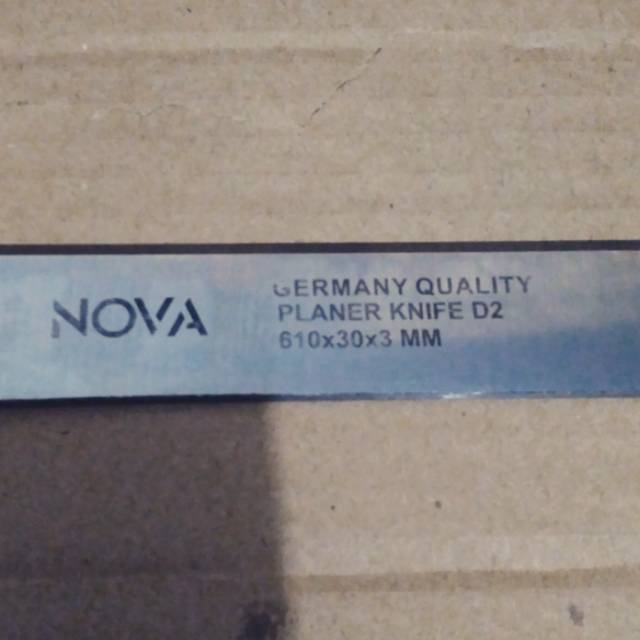 NOVA
GERMANY QUALITY
PLANER KNIFE D2
610x30x3 MM